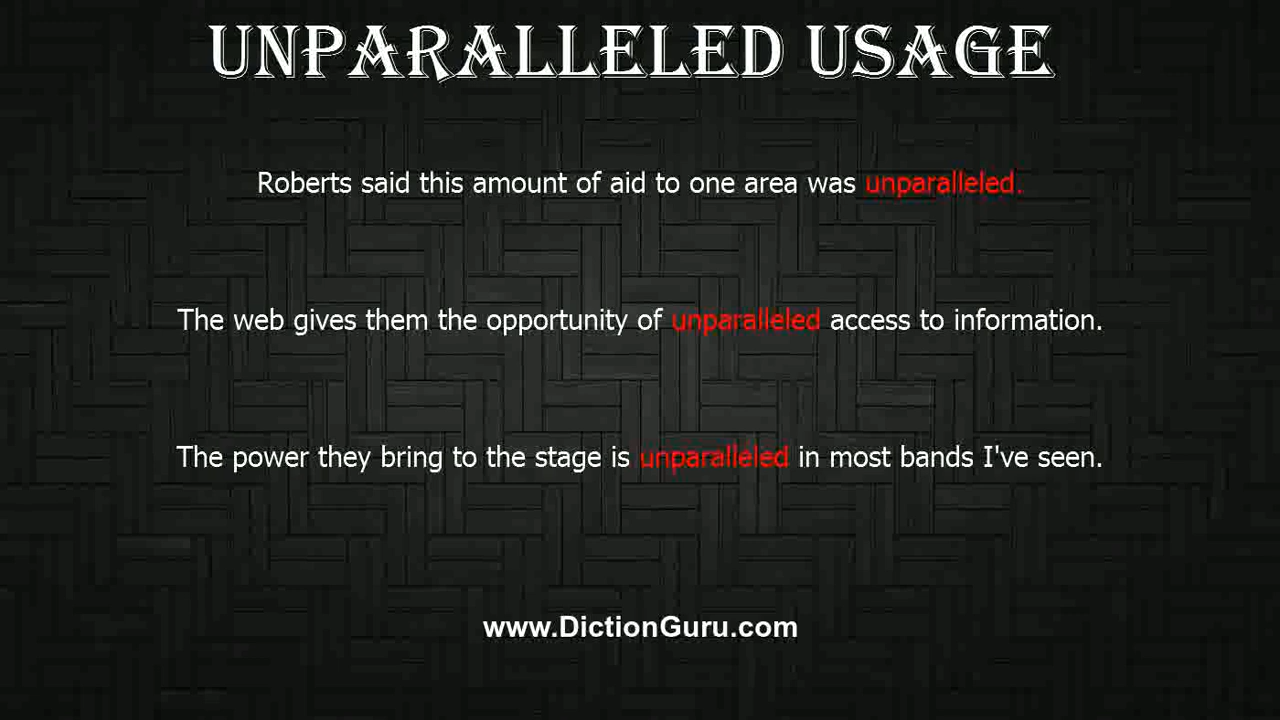 UNPARALLELED USAGE
Roberts said this amount of aid to one area was unparalleled.
The web gives them the opportunity of unparalleled access to information.
The power they bring to the stage is unparalleled in most bands I've seen.
www.DictionGuru.com